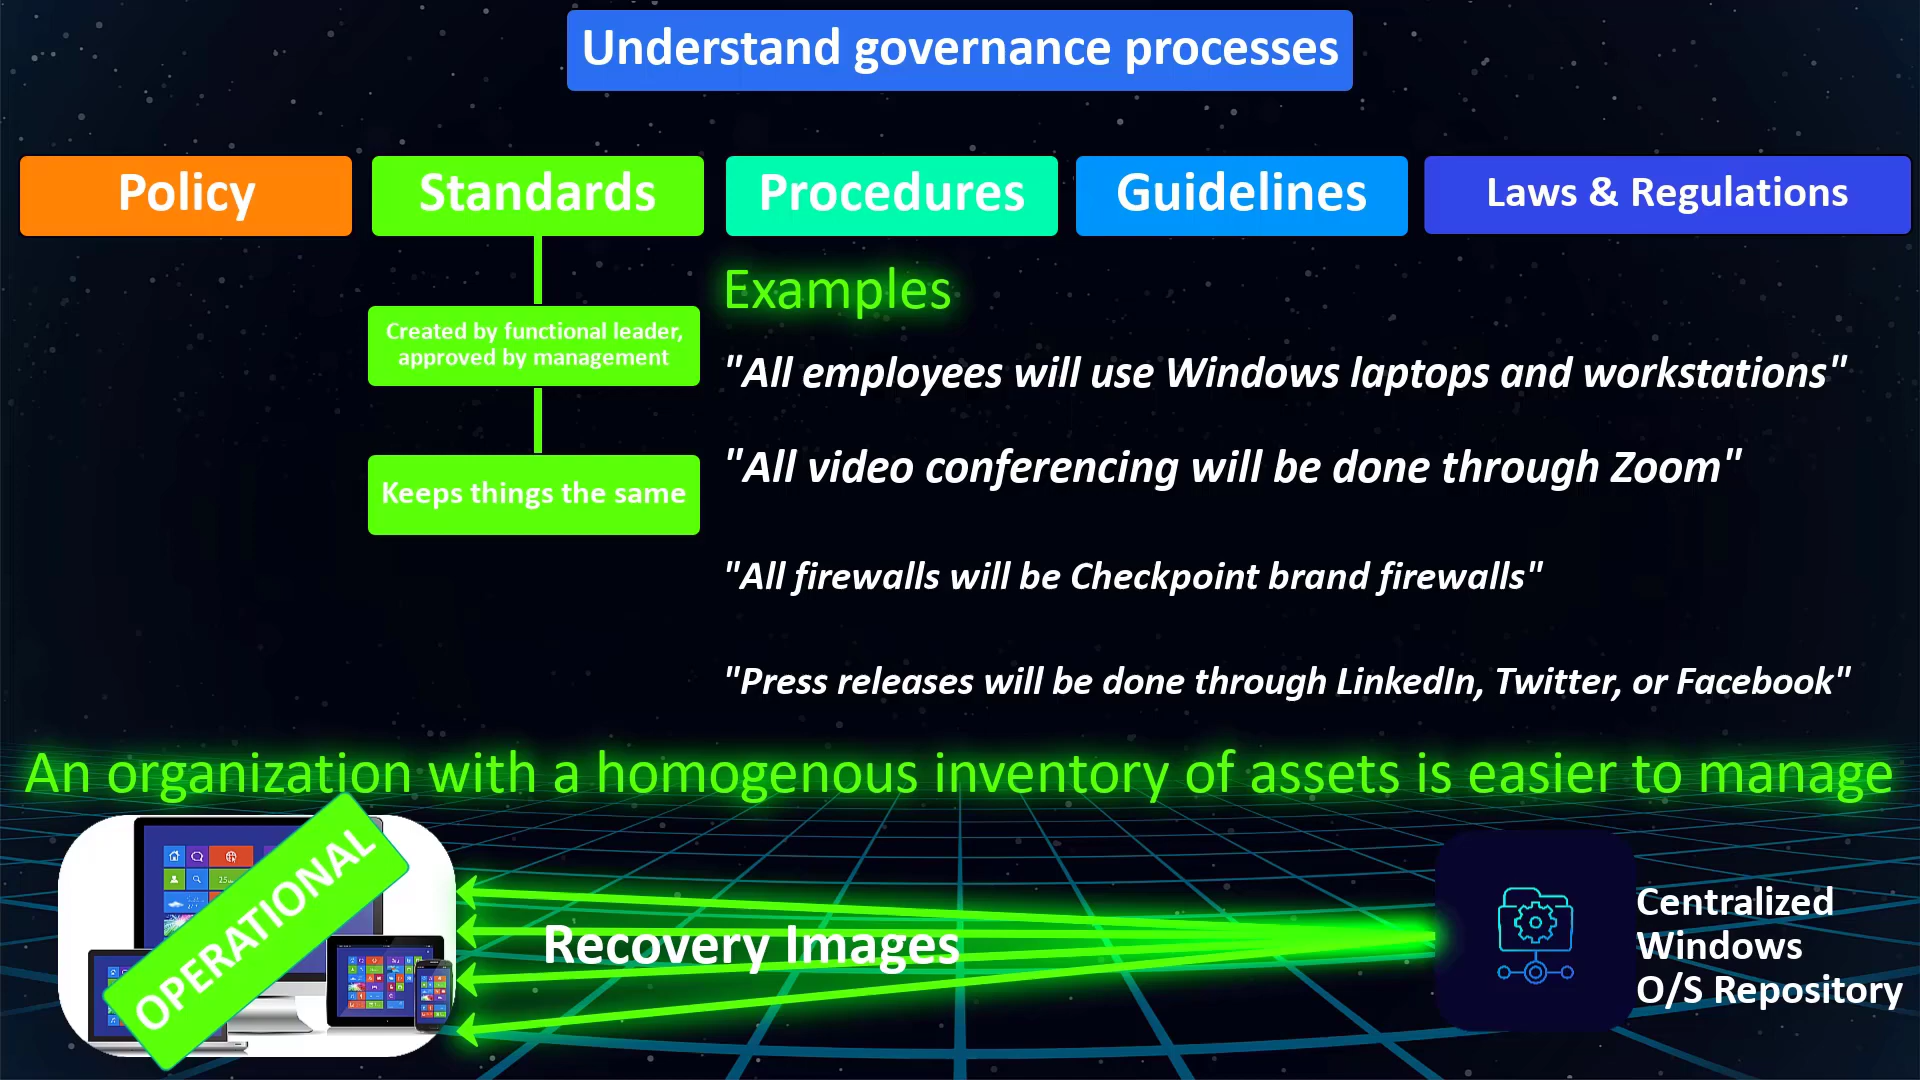 Understand governance processes
Policy
Standards
Procedures
Guidelines
Laws & Regulations
Created by functional leader,
approved by management
Keeps things the same
Examples
"All employees will use Windows laptops and workstations"
"All video conferencing will be done through Zoom"
"All firewalls will be Checkpoint brand firewalls"
"Press releases will be done through LinkedIn, Twitter, or Facebook"
An organization with a homogenous inventory of assets is easier to manage
OPERATIONAL
Recovery Images
Centralized
Windows
O/S Repository